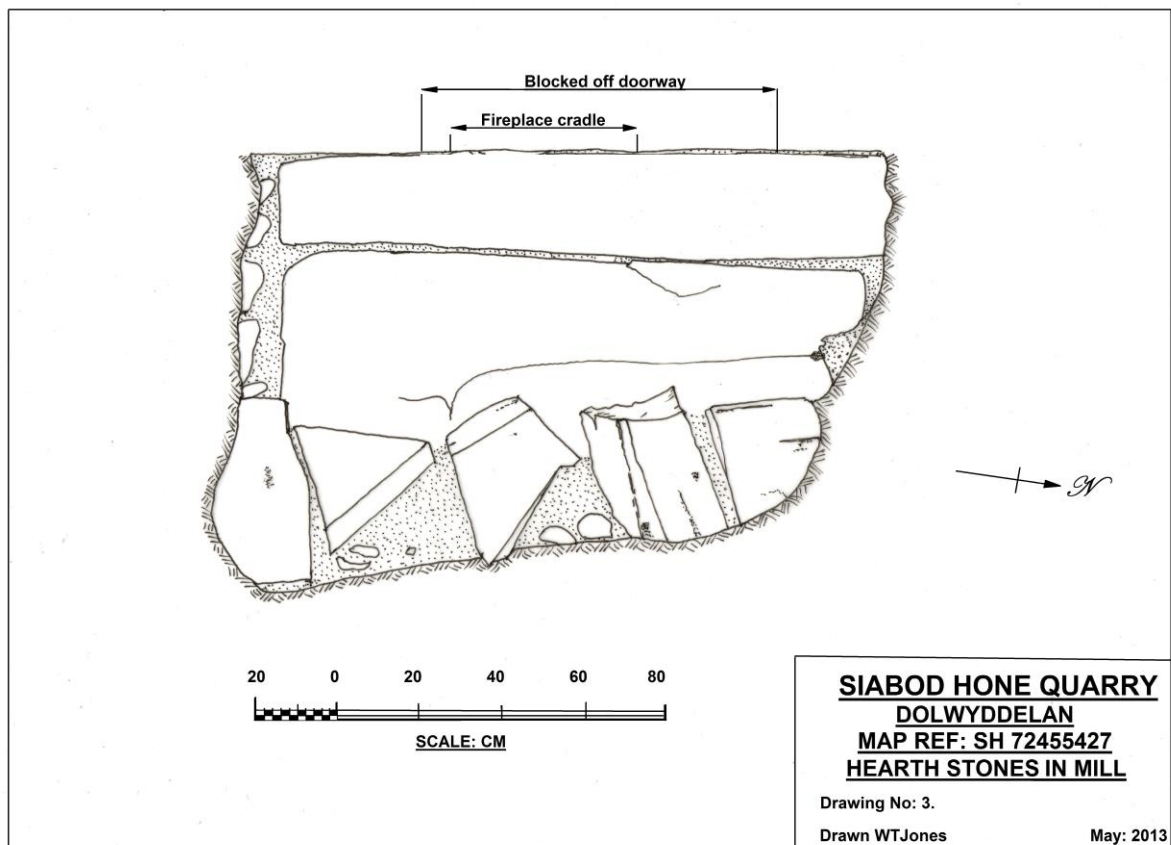 Blocked off doorway
Fireplace cradle
N
20 0 20 40 60 80
SCALE: CM
SIABOD HONE QUARRY
DOLWYDDELAN
MAP REF: SH 72455427
HEARTH STONES IN MILL
Drawing No: 3.
Drawn WTJones May: 2013